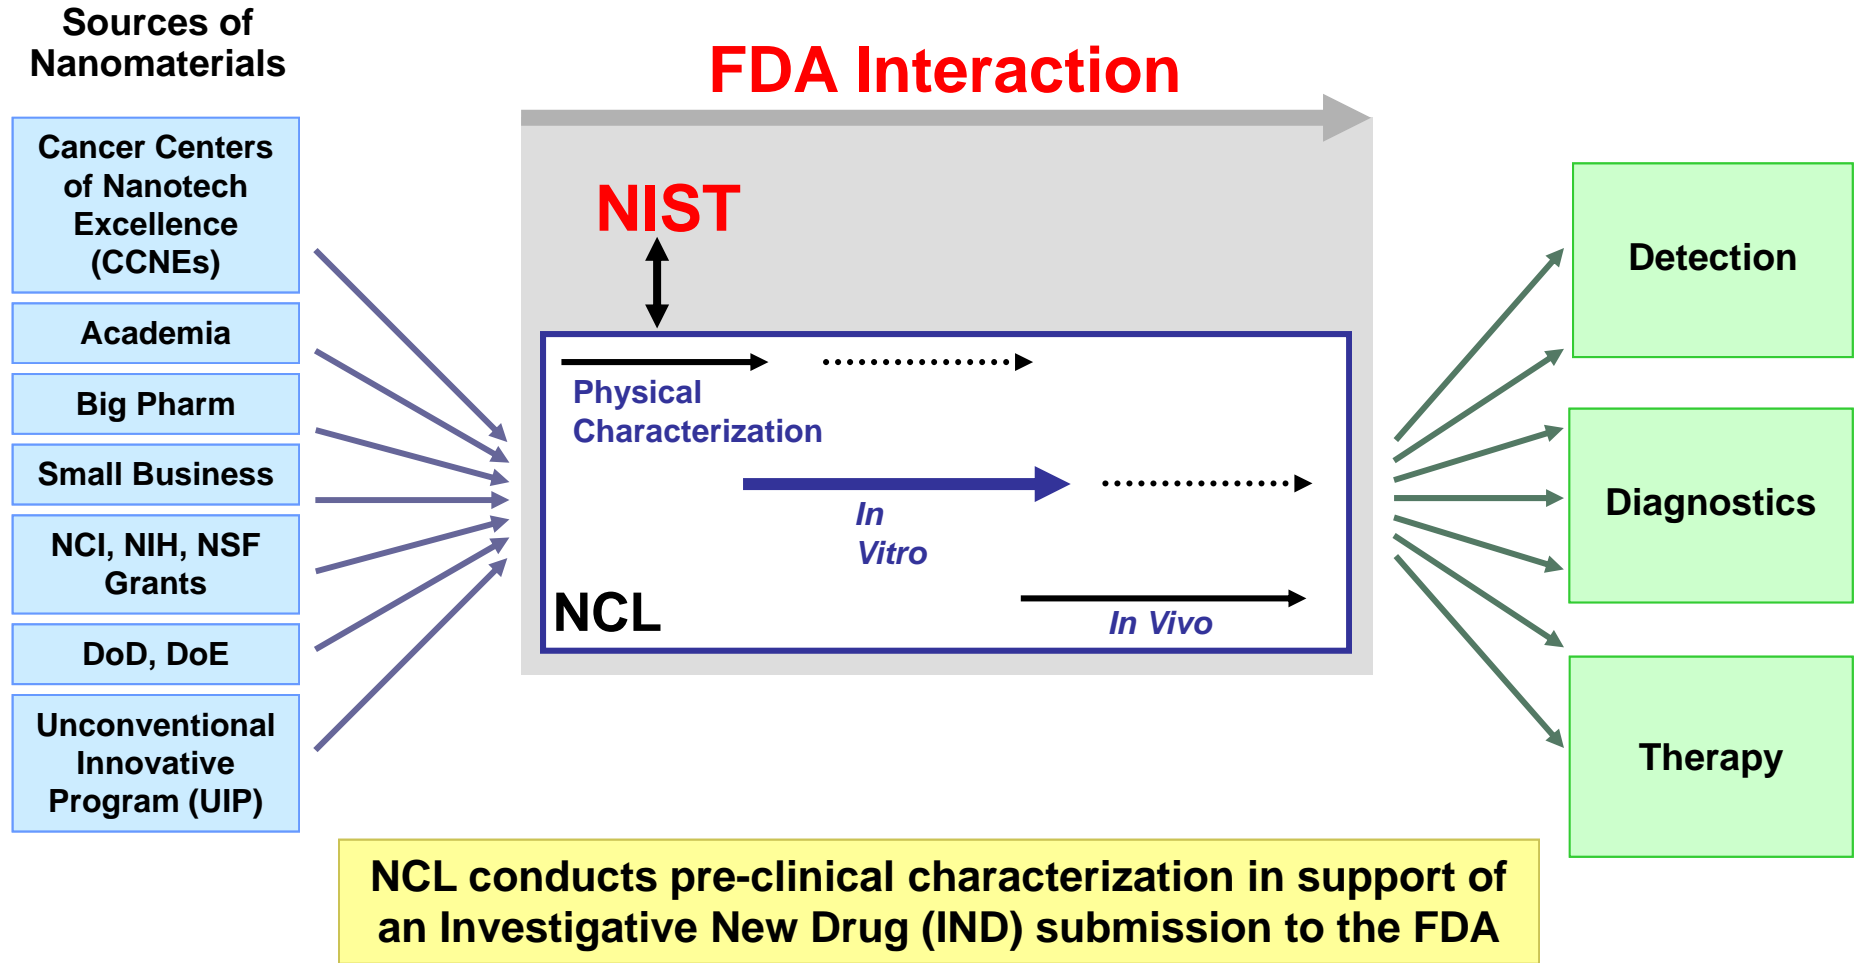 Sources of
Nanomaterials
FDA Interaction
Cancer Centers
of Nanotech
Excellence
(CCNEs)
Academia
Big Pharm
Small Business
NCI, NIH, NSF
Grants
DoD, DoE
Unconventional
Innovative
Program (UIP)
NIST
Physical
Characterization
In
Vitro
In Vivo
NCL
Detection
Diagnostics
Therapy
NCL conducts pre-clinical characterization in support of
an Investigative New Drug (IND) submission to the FDA